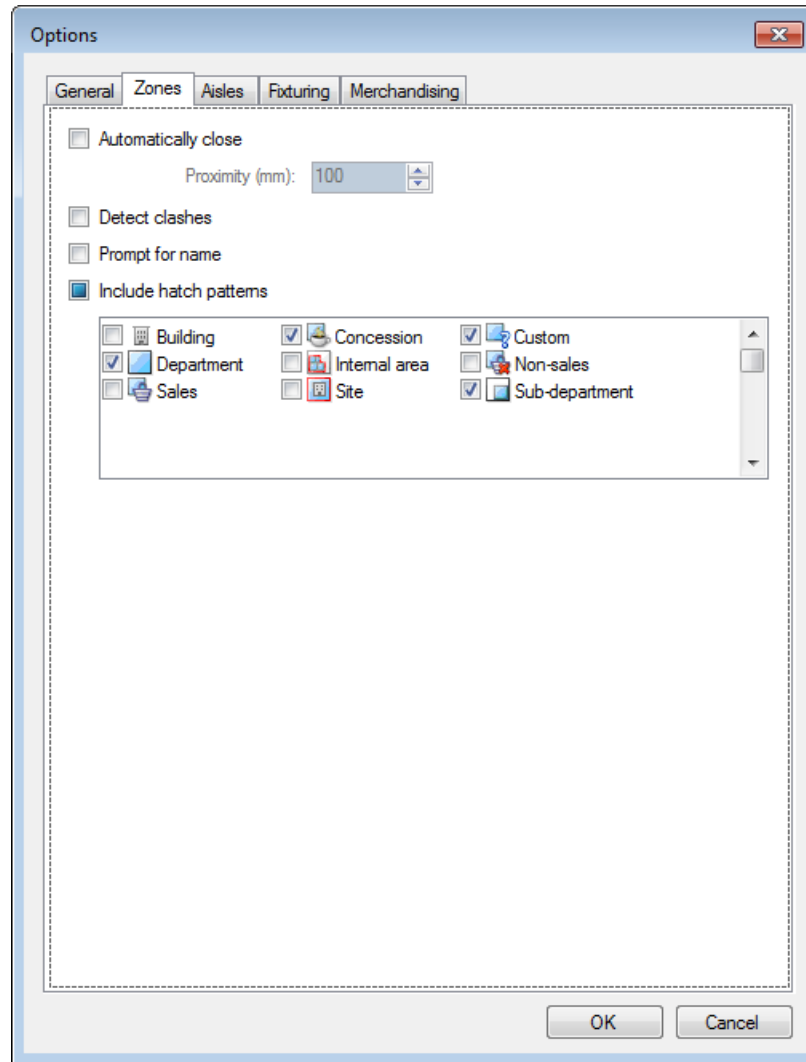 Options
General Zones Aisles Fixturing Merchandising
Automatically close
Proximity (mm): 100
Detect clashes
Prompt for name
Include hatch patterns
Building Concession Custom
Department Internal area Non-sales
Sales Site Sub-department
OK Cancel